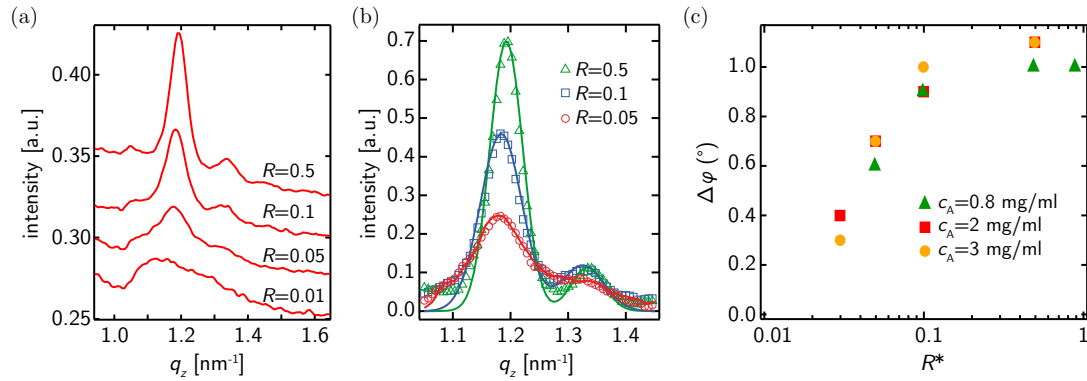 (a)
0.40
0.35
0.30
0.25
intensity [a.u.]
R=0.5
R=0.1
R=0.05
R=0.01
1.0
1.2
1.4
1.6
q_z [nm⁻¹]
(b)
0.7
0.6
0.5
0.4
0.3
0.2
0.1
0.0
intensity [a.u.]
R=0.5
R=0.1
R=0.05
1.1
1.2
1.3
1.4
q_z [nm⁻¹]
(c)
1.0
0.8
0.6
0.4
0.2
0.0
Δφ (°)
c_A=0.8 mg/ml
c_A=2 mg/ml
c_A=3 mg/ml
0.01
0.1
1
R*